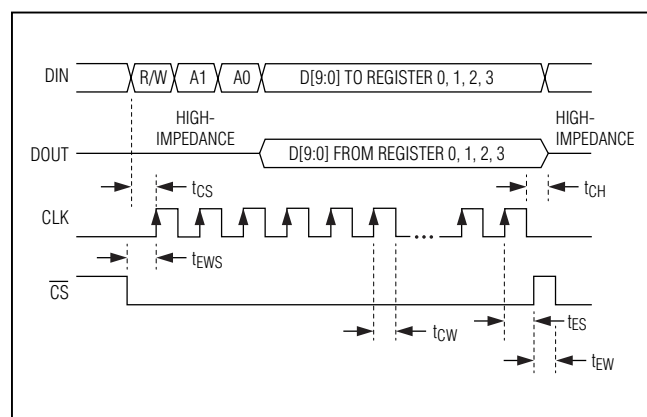 DIN R/W A1 A0 D[9:0] TO REGISTER 0, 1, 2, 3
HIGH-
IMPEDANCE
HIGH-
IMPEDANCE
DOUT D[9:0] FROM REGISTER 0, 1, 2, 3
tCS
tCH
CLK
tEWS
...
CS
tCW
tES
tEW